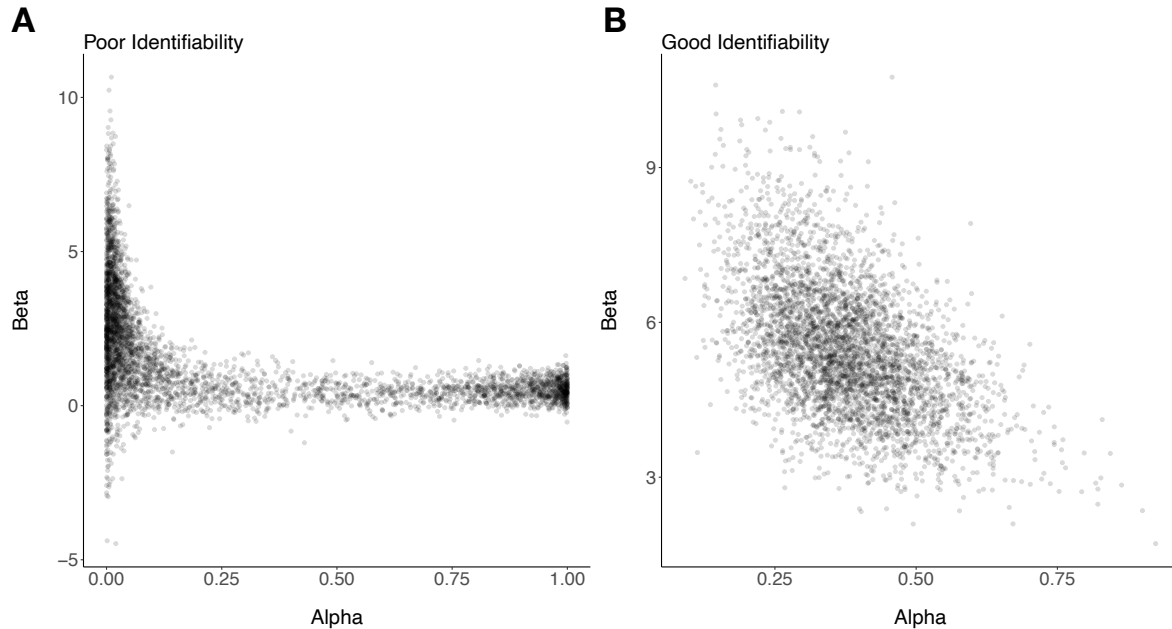 A
Poor Identifiability
10
5
0
−5
Beta
0.00 0.25 0.50 0.75 1.00
Alpha
B
Good Identifiability
9
6
3
Beta
0.25 0.50 0.75
Alpha